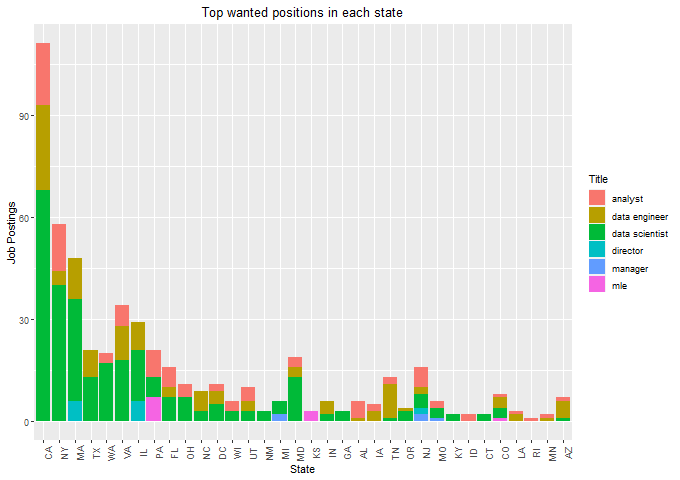 Top wanted positions in each state
Job Postings
90
60
30
0
CA NY MA TX WA VA IL PA FL OH NC DC WI UT NM MI MD KS IN GA AL IA TN OR NJ MO KY ID CT CO LA RI MN AZ
State
Title
analyst
data engineer
data scientist
director
manager
mle